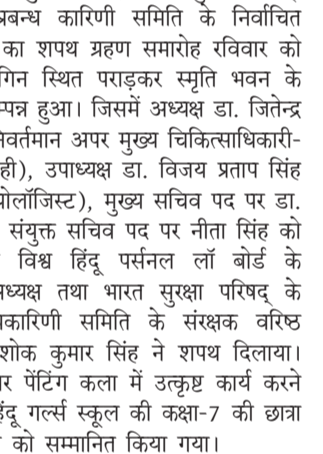 प्रबन्ध कारिणी समिति के निर्वाचित
का शपथ ग्रहण समारोह रविवार को
गिन स्थित पराड़कर स्मृति भवन के
म्पन्न हुआ। जिसमें अध्यक्ष डा. जितेन्द्र
नेवर्तमान अपर मुख्य चिकित्साधिकारी-
ही), उपाध्यक्ष डा. विजय प्रताप सिंह
पोलॉजिस्ट), मुख्य सचिव पद पर डा.
संयुक्त सचिव पद पर नीता सिंह को
विश्व हिंदू पर्सनल लॉ बोर्ड के
मध्यक्ष तथा भारत सुरक्षा परिषद् के
कारिणी समिति के संरक्षक वरिष्ठ
शोक कुमार सिंह ने शपथ दिलाया।
र पेंटिंग कला में उत्कृष्ट कार्य करने
हिंदू गर्ल्स स्कूल की कक्षा-7 की छात्रा
को सम्मानित किया गया।